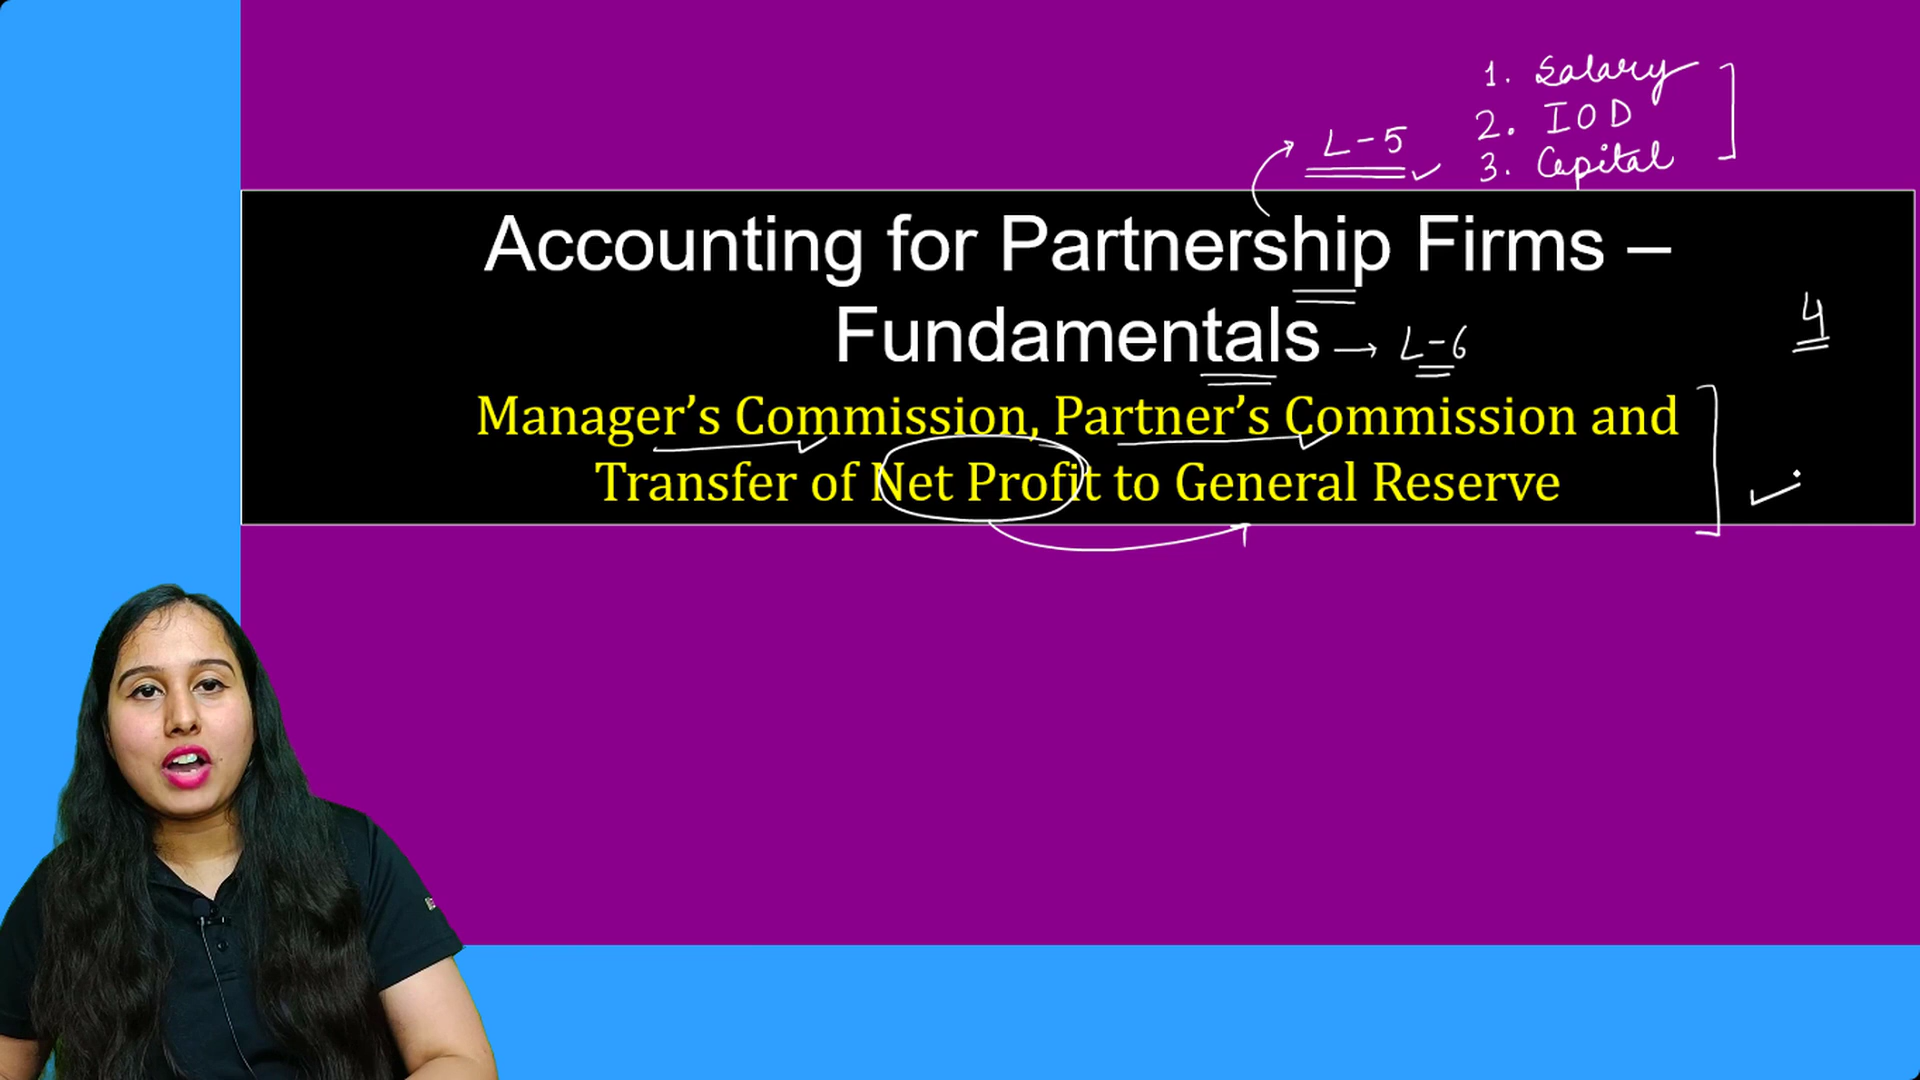 1. Salary
2. IOD
L-5
3. Capital
Accounting for Partnership Firms –
Fundamentals → L-6
4
Manager’s Commission, Partner’s Commission and
Transfer of Net Profit to General Reserve